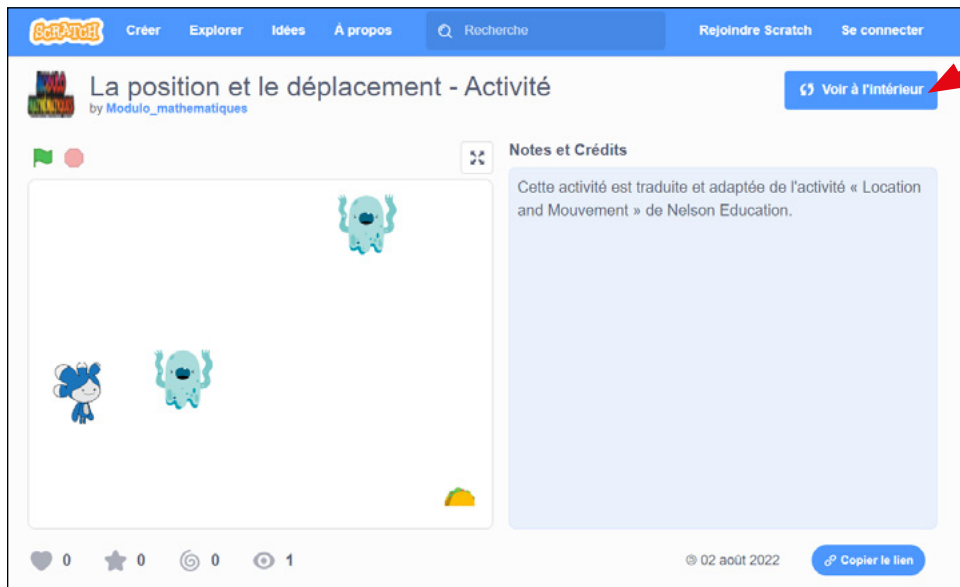 SCRATCH Créer Explorer Idées À propos Recherche Rejoindre Scratch Se connecter
La position et le déplacement - Activité
by Modulo_mathematiques
Voir à l'intérieur
Notes et Crédits
Cette activité est traduite et adaptée de l'activité « Location
and Mouvement » de Nelson Education.
0 0 0 1
02 août 2022
Copier le lien